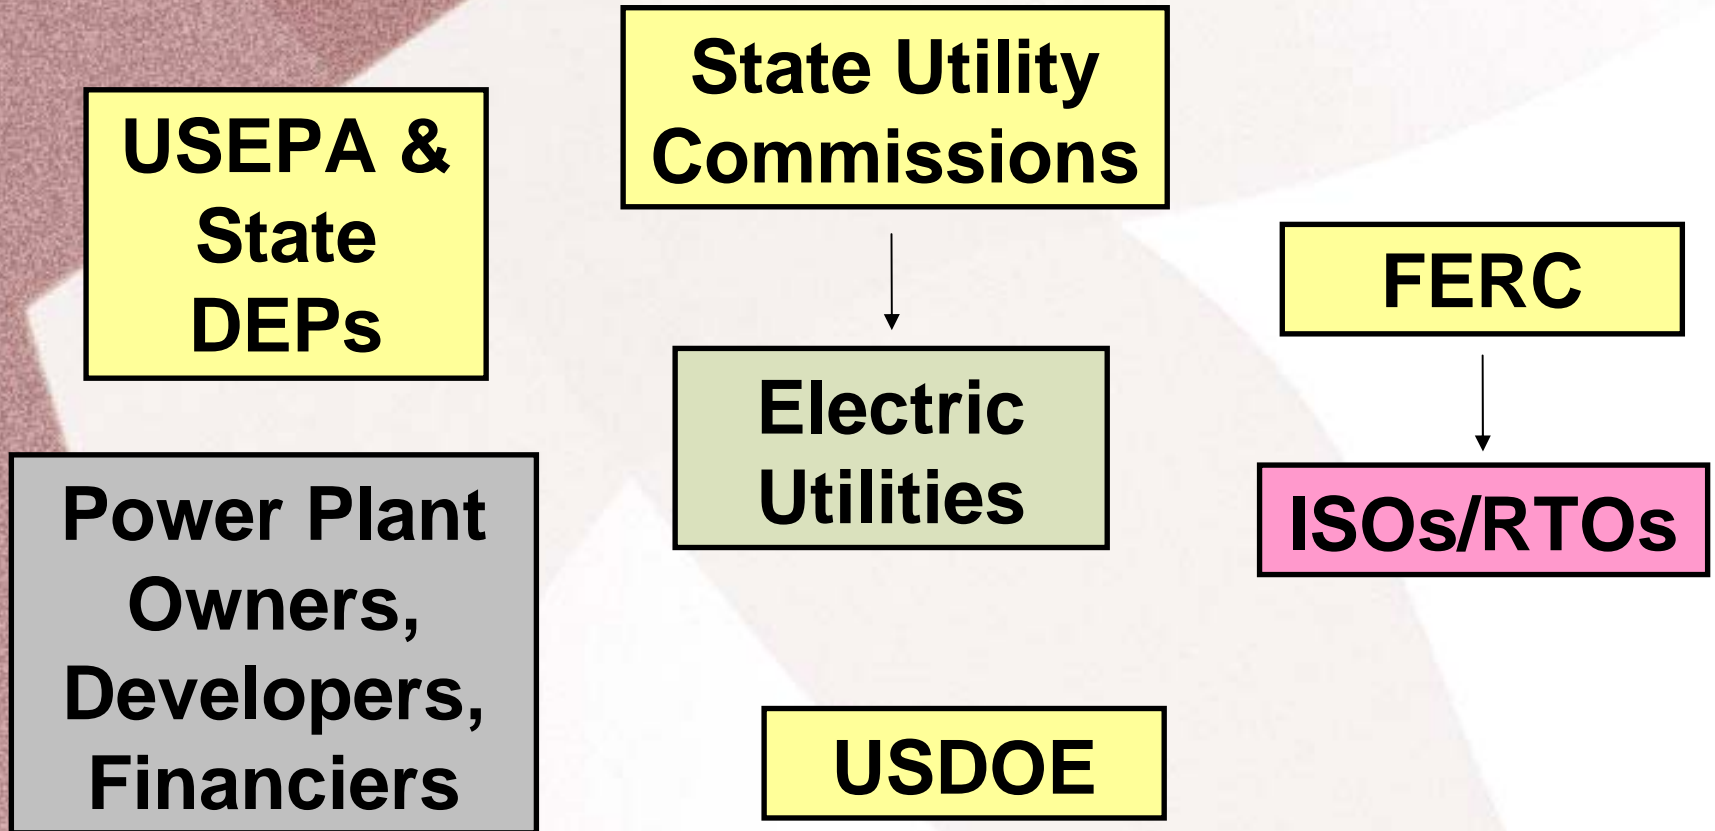 State Utility
Commissions
USEPA &
State
DEPs
FERC
Electric
Utilities
ISOs/RTOs
Power Plant
Owners,
Developers,
Financiers
USDOE